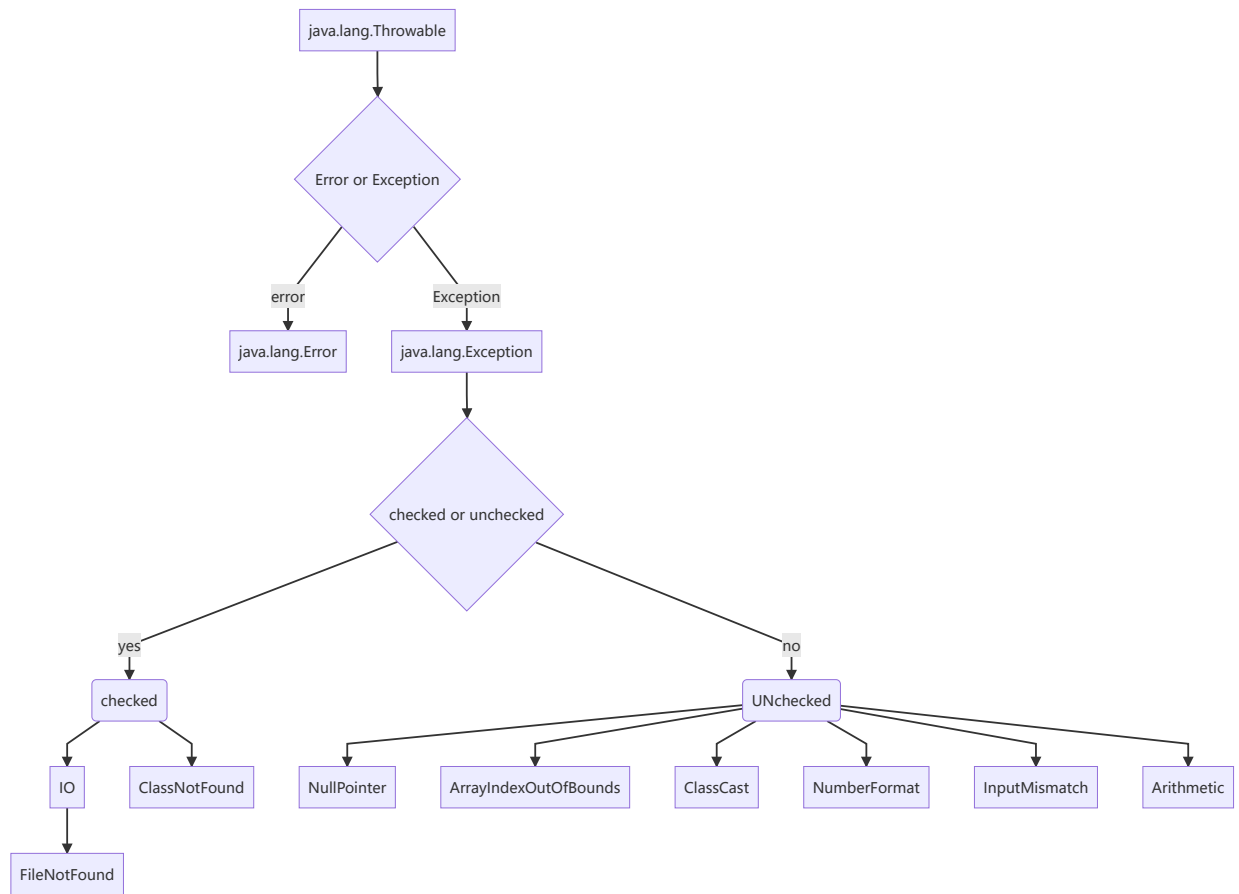 java.lang.Throwable
Error or Exception
error
Exception
java.lang.Error
java.lang.Exception
checked or unchecked
yes
no
checked
UNchecked
IO
ClassNotFound
NullPointer
ArrayIndexOutOfBounds
ClassCast
NumberFormat
InputMismatch
Arithmetic
FileNotFound